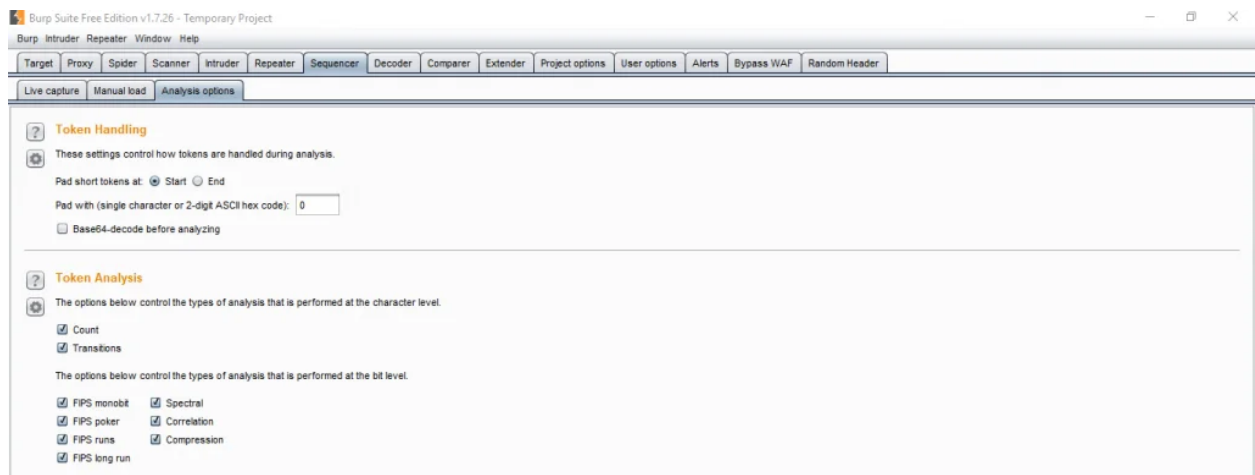 Burp Suite Free Edition v1.7.26 - Temporary Project
Burp Intruder Repeater Window Help
Target Proxy Spider Scanner Intruder Repeater Sequencer Decoder Comparer Extender Project options User options Alerts Bypass WAF Random Header
Live capture Manual load Analysis options
? Token Handling
These settings control how tokens are handled during analysis.
Pad short tokens at: Start End
Pad with (single character or 2-digit ASCII hex code): 0
Base64-decode before analyzing
? Token Analysis
The options below control the types of analysis that is performed at the character level.
Count
Transitions
The options below control the types of analysis that is performed at the bit level.
FIPS monobit Spectral
FIPS poker Correlation
FIPS runs Compression
FIPS long run